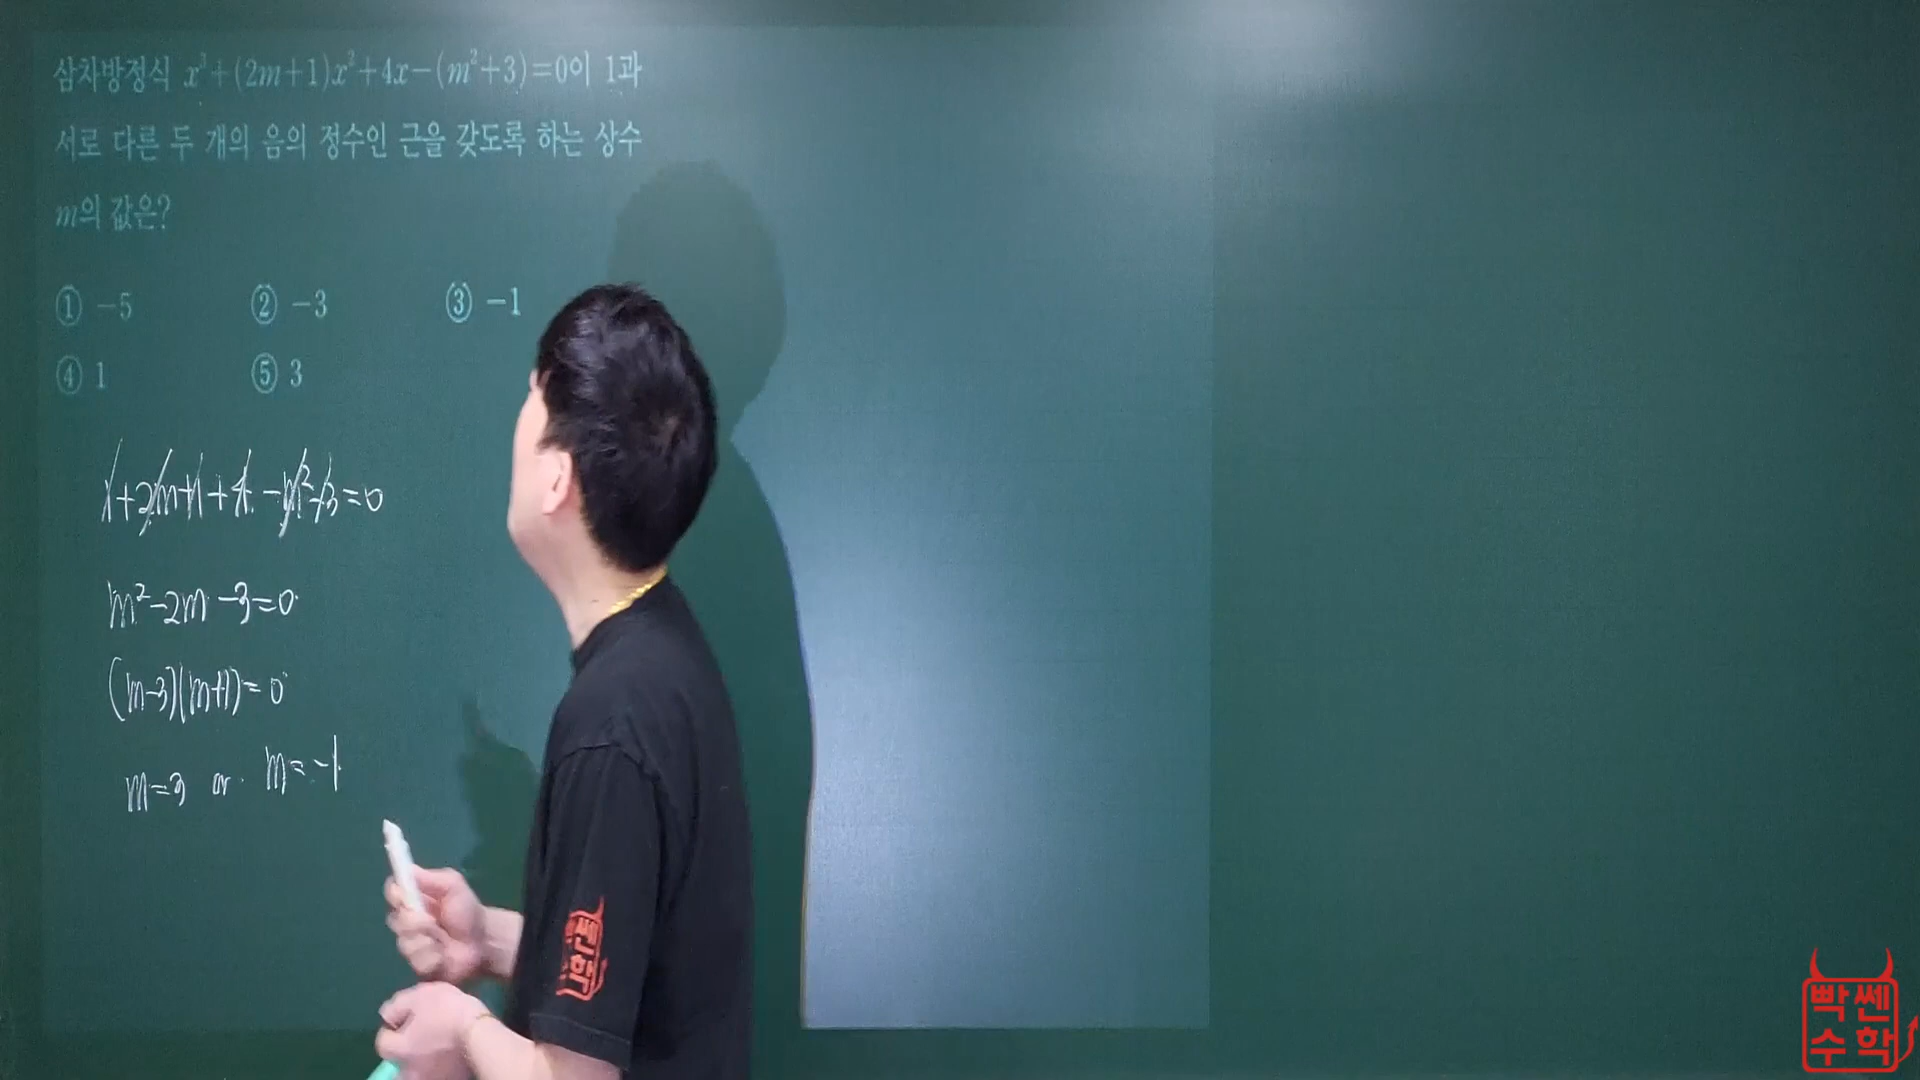 삼차방정식 x³+(2m+1)x²+4x-(m²+3)=0이 1과
서로 다른 두 개의 음의 정수인 근을 갖도록 하는 상수
m의 값은?
① -5 ② -3 ③ -1
④ 1 ⑤ 3
1+2m+1+4-m²-3=0
m²-2m-3=0
(m-3)(m+1)=0
m=3 or m=-1
쎈
학
빡쎈
수학